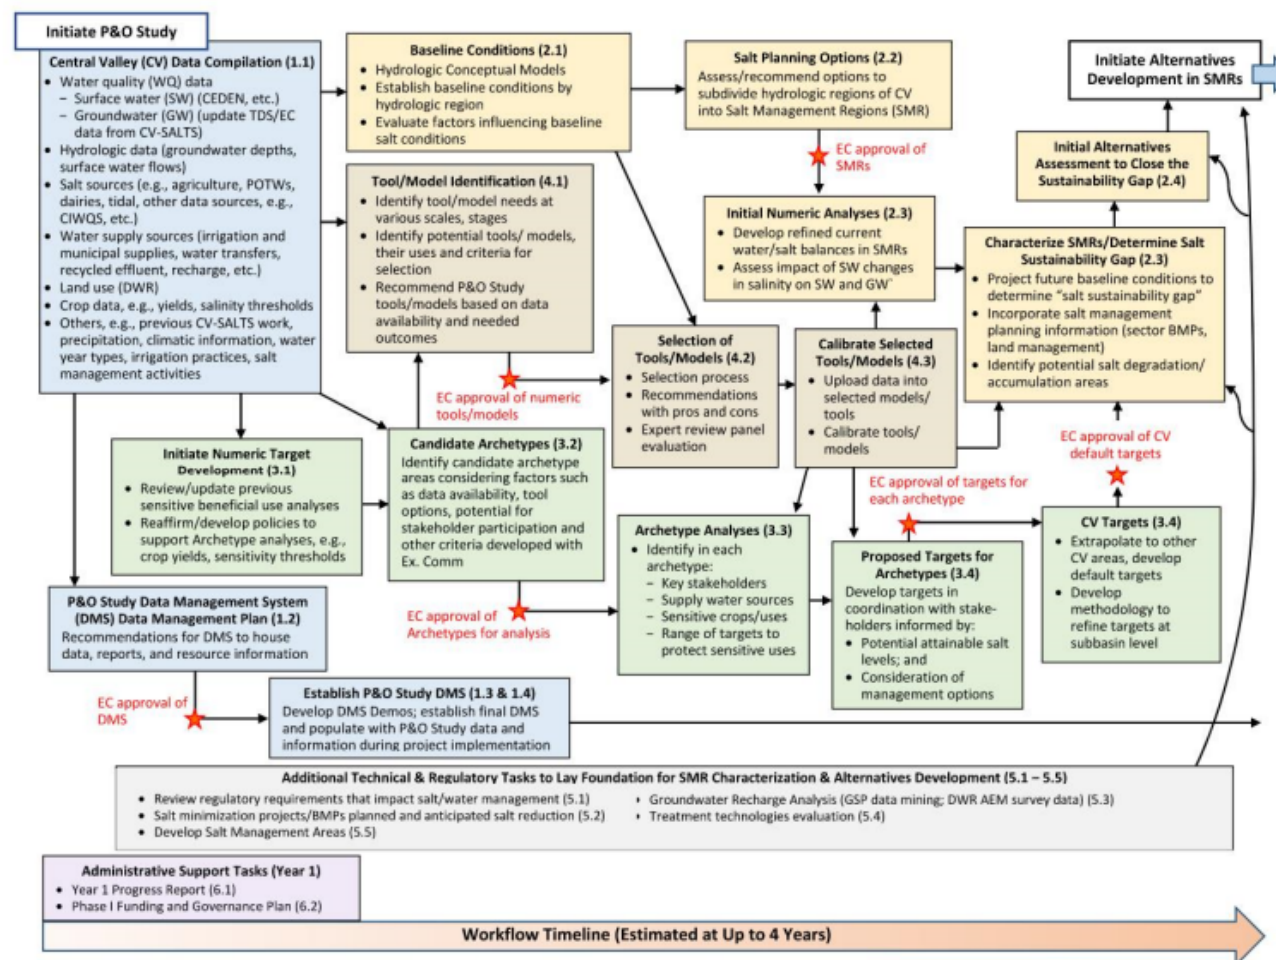 Initiate P&O Study
Central Valley (CV) Data Compilation (1.1)
• Water quality (WQ) data
– Surface water (SW) (CEDEN, etc.)
– Groundwater (GW) (update TDS/EC
data from CV-SALTS)
• Hydrologic data (groundwater depths,
surface water flows)
• Salt sources (e.g., agriculture, POTWs,
dairies, tidal, other data sources, e.g.,
CIWQS, etc.)
• Water supply sources (irrigation and
municipal supplies, water transfers,
recycled effluent, recharge, etc.)
• Land use (DWR)
• Crop data, e.g., yields, salinity thresholds
• Others, e.g., previous CV-SALTS work,
precipitation, climatic information, water
year types, irrigation practices, salt
management activities
Baseline Conditions (2.1)
• Hydrologic Conceptual Models
• Establish baseline conditions by
hydrologic region
• Evaluate factors influencing baseline
salt conditions
Salt Planning Options (2.2)
Assess/recommend options to
subdivide hydrologic regions of CV
into Salt Management Regions (SMR)
EC approval of
SMRs
Initiate Alternatives
Development in SMRs
Initial Alternatives
Assessment to Close the
Sustainability Gap (2.4)
Tool/Model Identification (4.1)
• Identify tool/model needs at
various scales, stages
• Identify potential tools/ models,
their uses and criteria for
selection
• Recommend P&O Study
tools/models based on data
availability and needed
outcomes
Initial Numeric Analyses (2.3)
• Develop refined current
water/salt balances in SMRs
• Assess impact of SW changes
in salinity on SW and GW
Characterize SMRs/Determine Salt
Sustainability Gap (2.3)
• Project future baseline conditions to
determine “salt sustainability gap”
• Incorporate salt management
planning information (sector BMPs,
land management)
• Identify potential salt degradation/
accumulation areas
EC approval of numeric
tools/models
Selection of
Tools/Models (4.2)
• Selection process
• Recommendations
with pros and cons
• Expert review panel
evaluation
Calibrate Selected
Tools/Models (4.3)
• Upload data into
selected models/
tools
• Calibrate tools/
models
EC approval of CV
default targets
Initiate Numeric Target
Development (3.1)
• Review/update previous
sensitive beneficial use analyses
• Reaffirm/develop policies to
support Archetype analyses, e.g.,
crop yields, sensitivity thresholds
Candidate Archetypes (3.2)
Identify candidate archetype
areas considering factors such
as data availability, tool
options, potential for
stakeholder participation and
other criteria developed with
Ex. Comm
EC approval of targets for
each archetype
EC approval of
Archetypes for analysis
Archetype Analyses (3.3)
• Identify in each
archetype:
– Key stakeholders
– Supply water sources
– Sensitive crops/uses
– Range of targets to
protect sensitive uses
Proposed Targets for
Archetypes (3.4)
Develop targets in
coordination with stake-
holders informed by:
• Potential attainable salt
levels; and
• Consideration of
management options
CV Targets (3.4)
• Extrapolate to other
CV areas, develop
default targets
• Develop
methodology to
refine targets at
subbasin level
P&O Study Data Management System
(DMS) Data Management Plan (1.2)
Recommendations for DMS to house
data, reports, and resource information
EC approval of
DMS
Establish P&O Study DMS (1.3 & 1.4)
Develop DMS Demos; establish final DMS
and populate with P&O Study data and
information during project implementation
Additional Technical & Regulatory Tasks to Lay Foundation for SMR Characterization & Alternatives Development (5.1 – 5.5)
• Review regulatory requirements that impact salt/water management (5.1)
• Salt minimization projects/BMPs planned and anticipated salt reduction (5.2)
• Develop Salt Management Areas (5.5)
• Groundwater Recharge Analysis (GSP data mining; DWR AEM survey data) (5.3)
• Treatment technologies evaluation (5.4)
Administrative Support Tasks (Year 1)
• Year 1 Progress Report (6.1)
• Phase I Funding and Governance Plan (6.2)
Workflow Timeline (Estimated at Up to 4 Years)